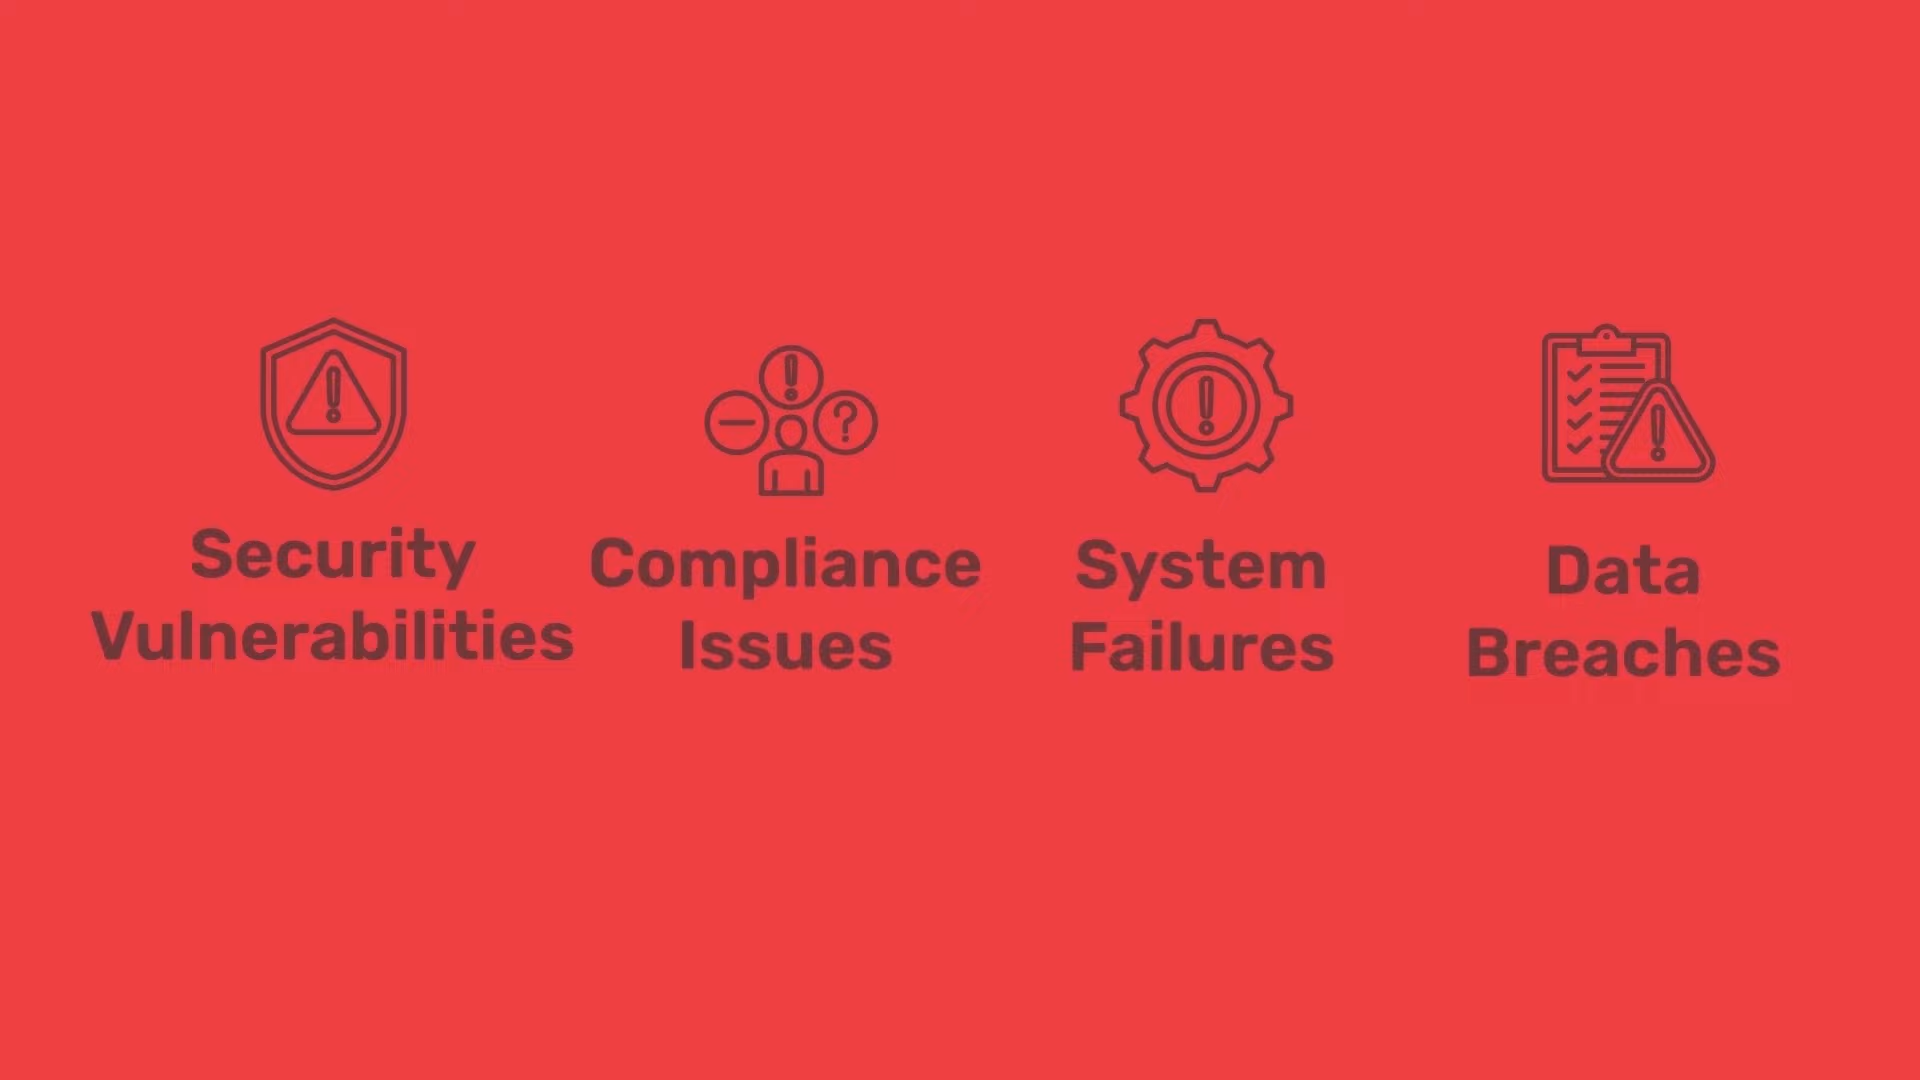 Security
Vulnerabilities
Compliance
Issues
System
Failures
Data
Breaches